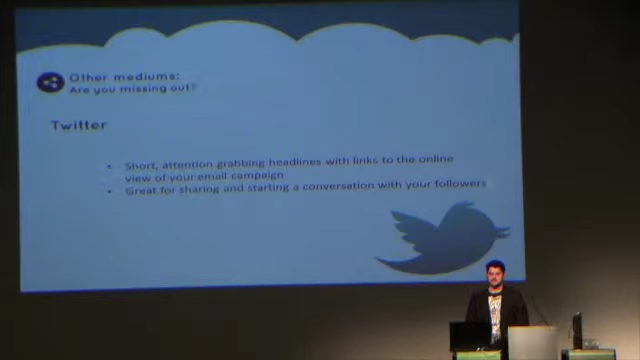 Other mediums:
Are you missing out?
Twitter
• Short, attention grabbing headlines with links to the online
view of your email campaign
• Great for sharing and starting a conversation with your followers